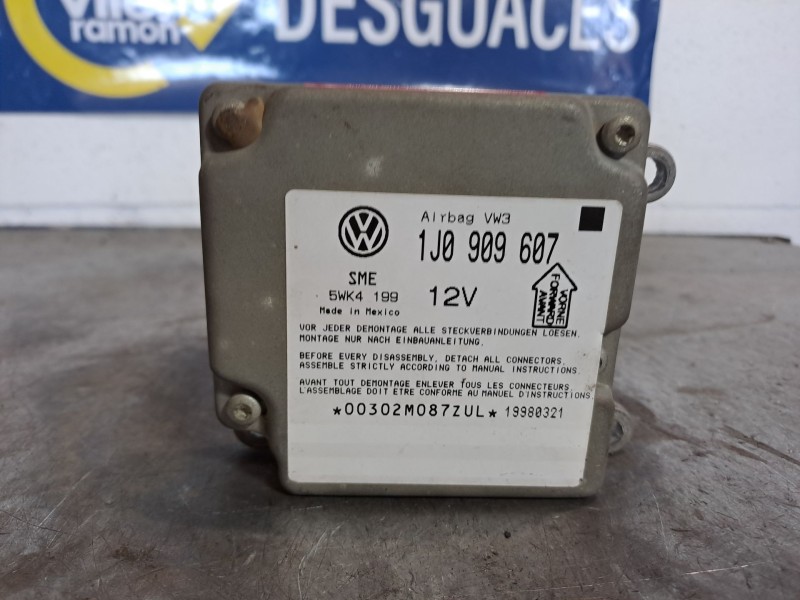 ramon
DESGUACES
Airbag VW3
1J0 909 607
SME
5WK4 199
12V
Made in Mexico
VORNE
FORWARD
AVANT
VOR JEDER DEMONTAGE ALLE STECKVERBINDUNGEN LOESEN.
MONTAGE NUR NACH EINBAUANLEITUNG.
BEFORE EVERY DISASSEMBLY, DETACH ALL CONNECTORS.
ASSEMBLE STRICTLY ACCORDING TO MANUAL INSTRUCTIONS.
AVANT TOUT DEMONTAGE ENLEVER TOUS LES CONNECTEURS
L'ASSEMBLAGE DOIT ETRE CONFORME AU MANUEL D'INSTRUCTIONS
*00302M087ZUL* 19980321